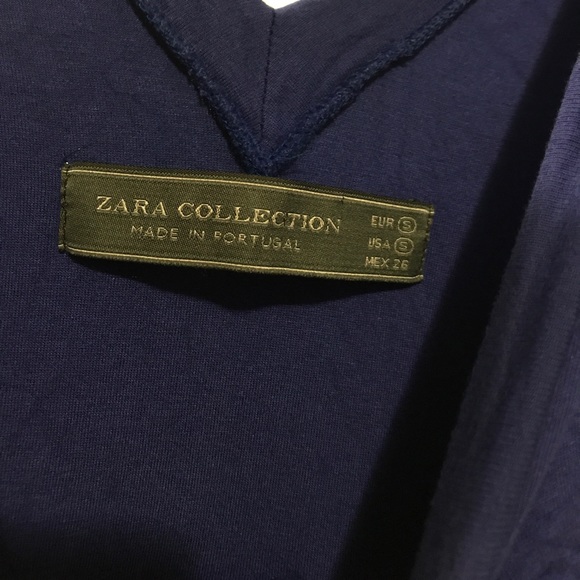 ZARA COLLECTION
MADE IN PORTUGAL
EUR S
USA S
MEX 26